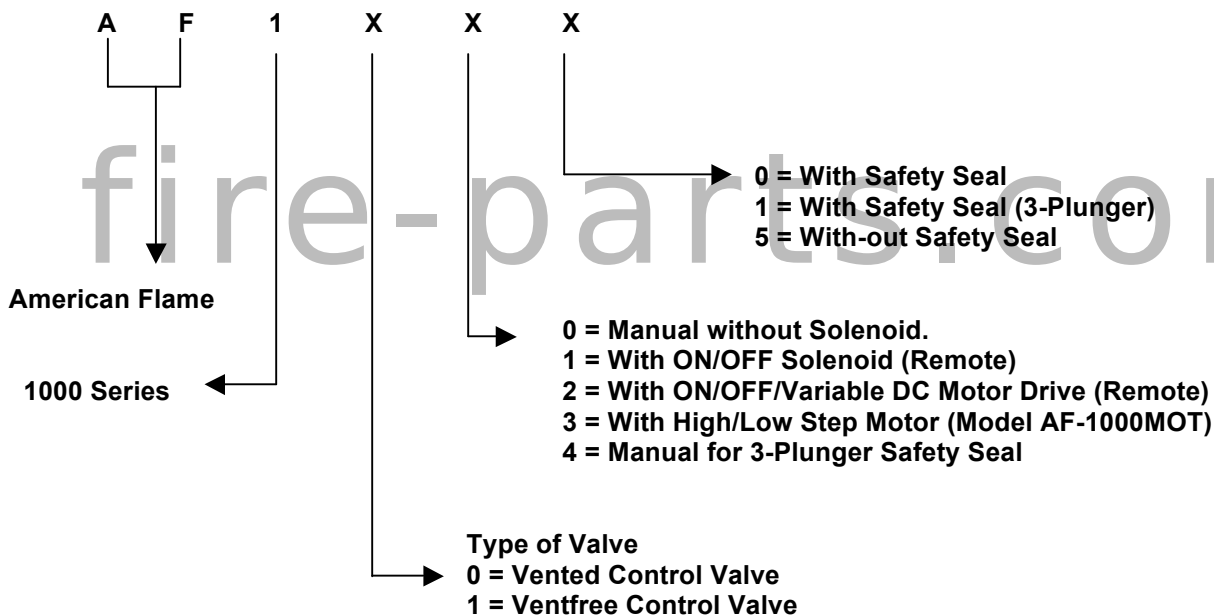 A F 1 X X X
0 = With Safety Seal
1 = With Safety Seal (3-Plunger)
5 = With-out Safety Seal
fire-parts.co
American Flame
0 = Manual without Solenoid.
1 = With ON/OFF Solenoid (Remote)
2 = With ON/OFF/Variable DC Motor Drive (Remote)
3 = With High/Low Step Motor (Model AF-1000MOT)
4 = Manual for 3-Plunger Safety Seal
1000 Series
Type of Valve
0 = Vented Control Valve
1 = Ventfree Control Valve